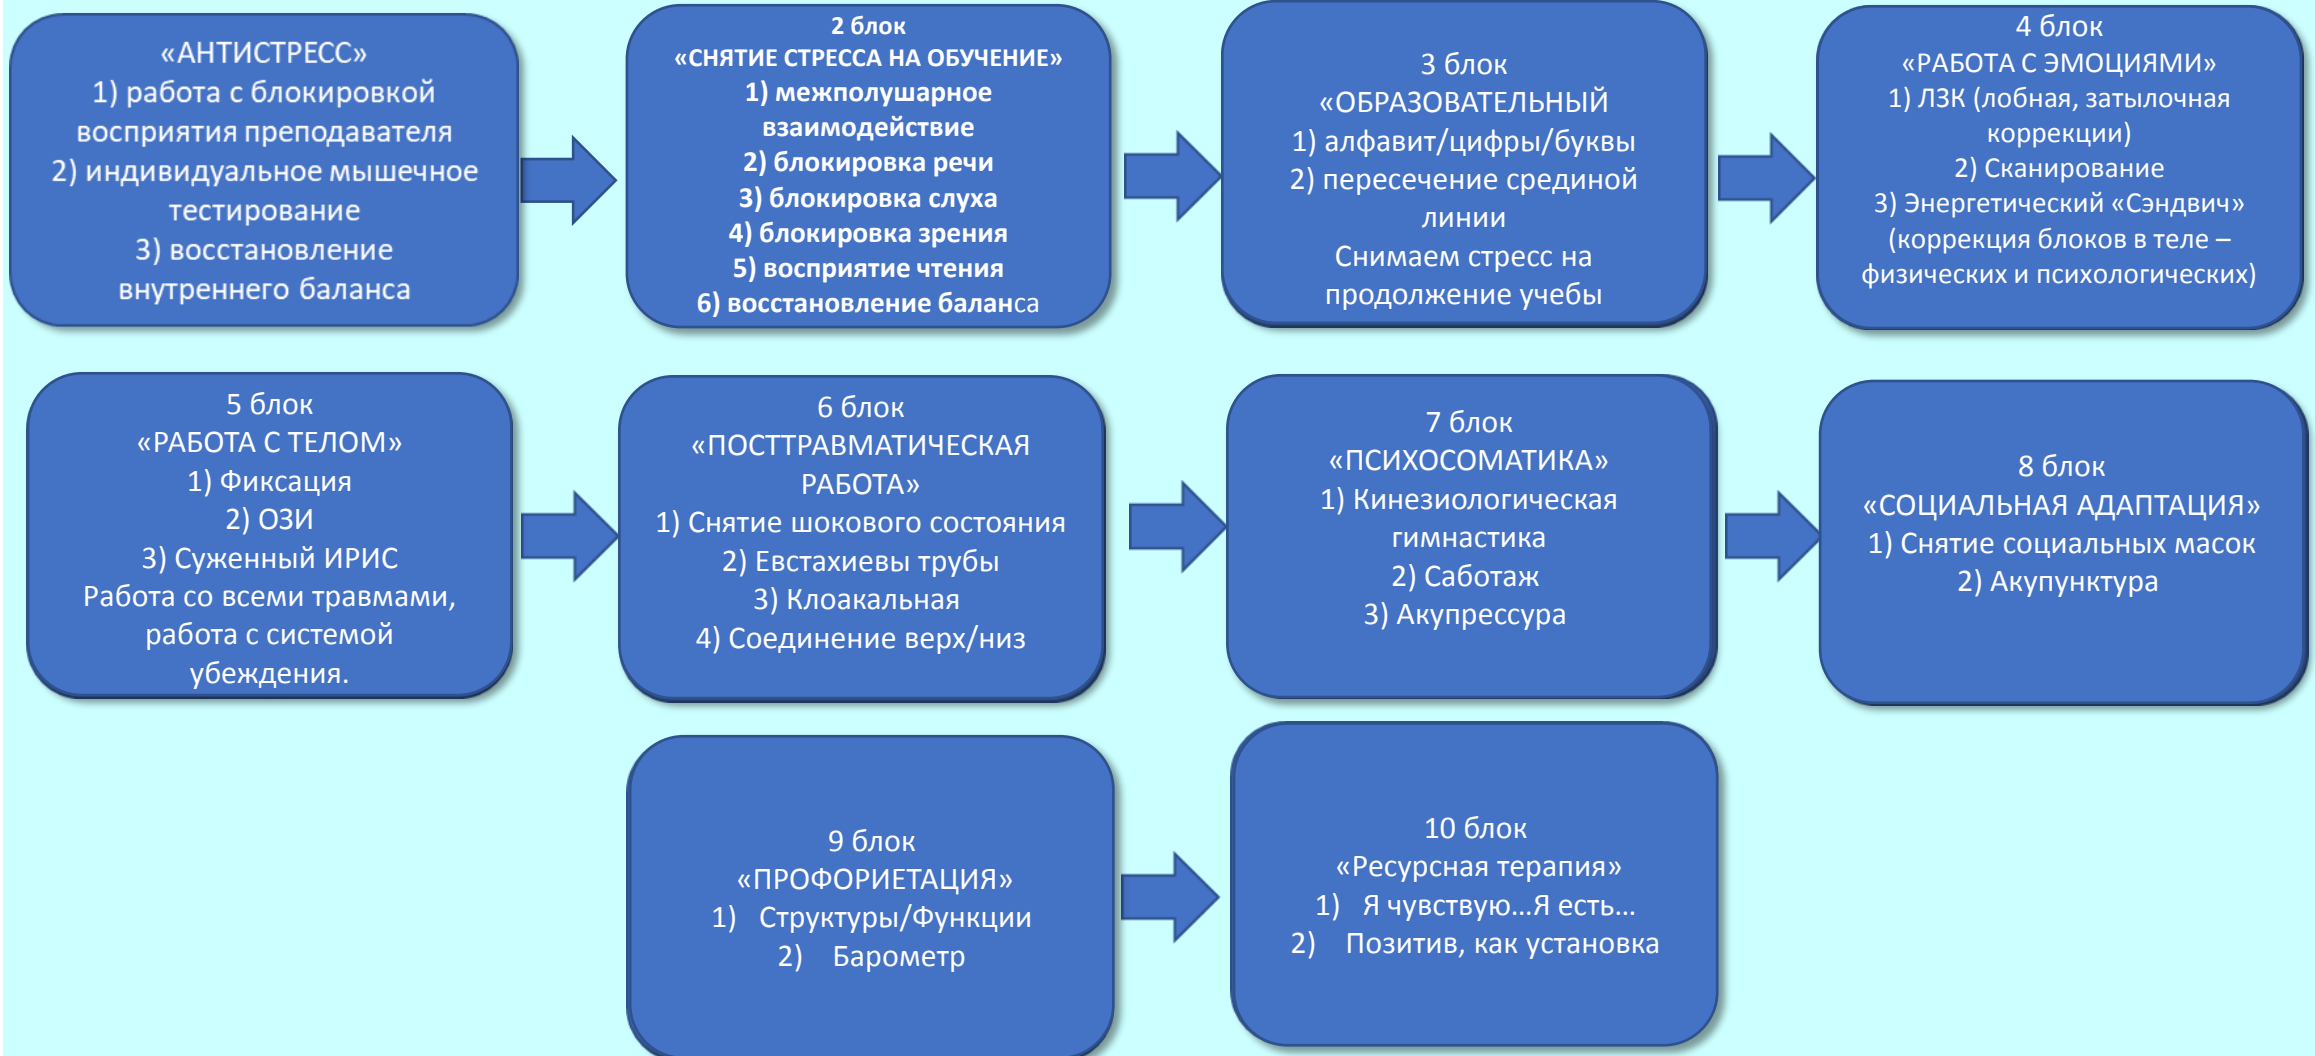 «АНТИСТРЕСС»
1) работа с блокировкой
восприятия преподавателя
2) индивидуальное мышечное
тестирование
3) восстановление
внутреннего баланса
2 блок
«СНЯТИЕ СТРЕССА НА ОБУЧЕНИЕ»
1) межполушарное
взаимодействие
2) блокировка речи
3) блокировка слуха
4) блокировка зрения
5) восприятие чтения
6) восстановление баланса
3 блок
«ОБРАЗОВАТЕЛЬНЫЙ
1) алфавит/цифры/буквы
2) пересечение срединой
линии
Снимаем стресс на
продолжение учебы
4 блок
«РАБОТА С ЭМОЦИЯМИ»
1) ЛЗК (лобная, затылочная
коррекции)
2) Сканирование
3) Энергетический «Сэндвич»
(коррекция блоков в теле –
физических и психологических)
5 блок
«РАБОТА С ТЕЛОМ»
1) Фиксация
2) ОЗИ
3) Суженный ИРИС
Работа со всеми травмами,
работа с системой
убеждения.
6 блок
«ПОСТТРАВМАТИЧЕСКАЯ
РАБОТА»
1) Снятие шокового состояния
2) Евстахиевы трубы
3) Клоакальная
4) Соединение верх/низ
7 блок
«ПСИХОСОМАТИКА»
1) Кинезиологическая
гимнастика
2) Саботаж
3) Акупрессура
8 блок
«СОЦИАЛЬНАЯ АДАПТАЦИЯ»
1) Снятие социальных масок
2) Акупунктура
9 блок
«ПРОФОРИЕТАЦИЯ»
1) Структуры/Функции
2) Барометр
10 блок
«Ресурсная терапия»
1) Я чувствую...Я есть...
2) Позитив, как установка